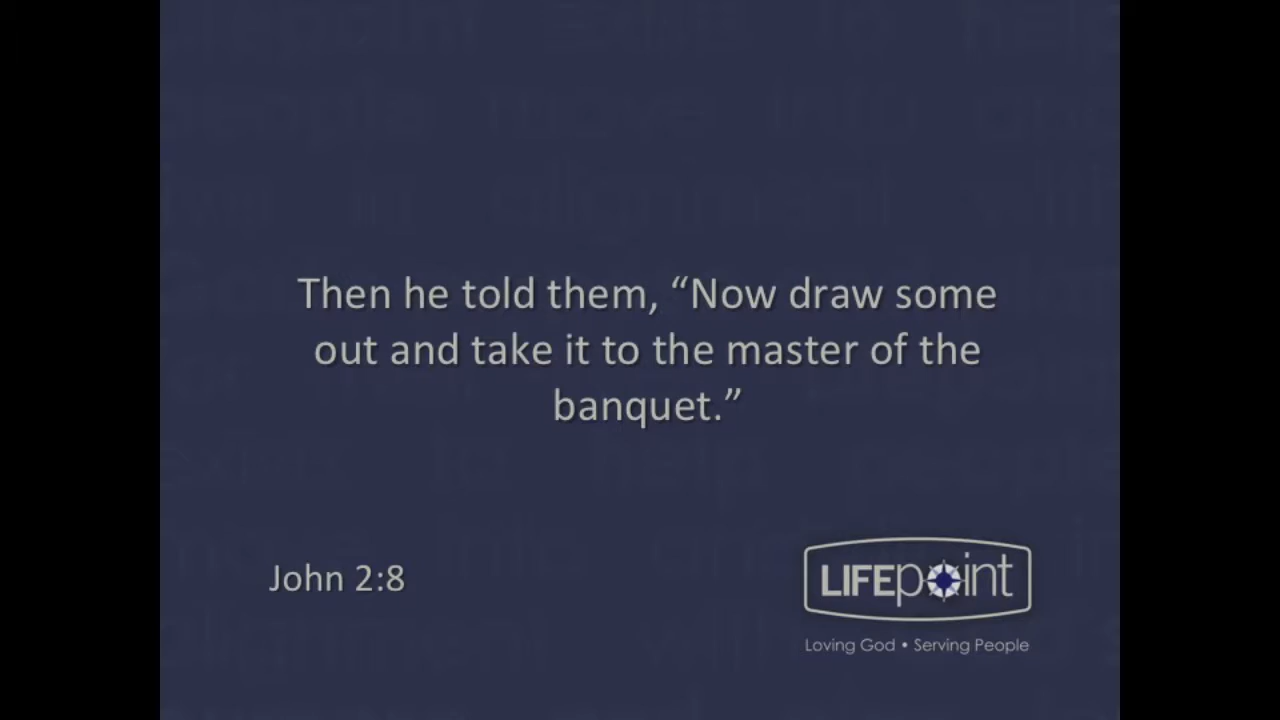 Then he told them, “Now draw some
out and take it to the master of the
banquet.”
John 2:8
LIFEpoint
Loving God • Serving People